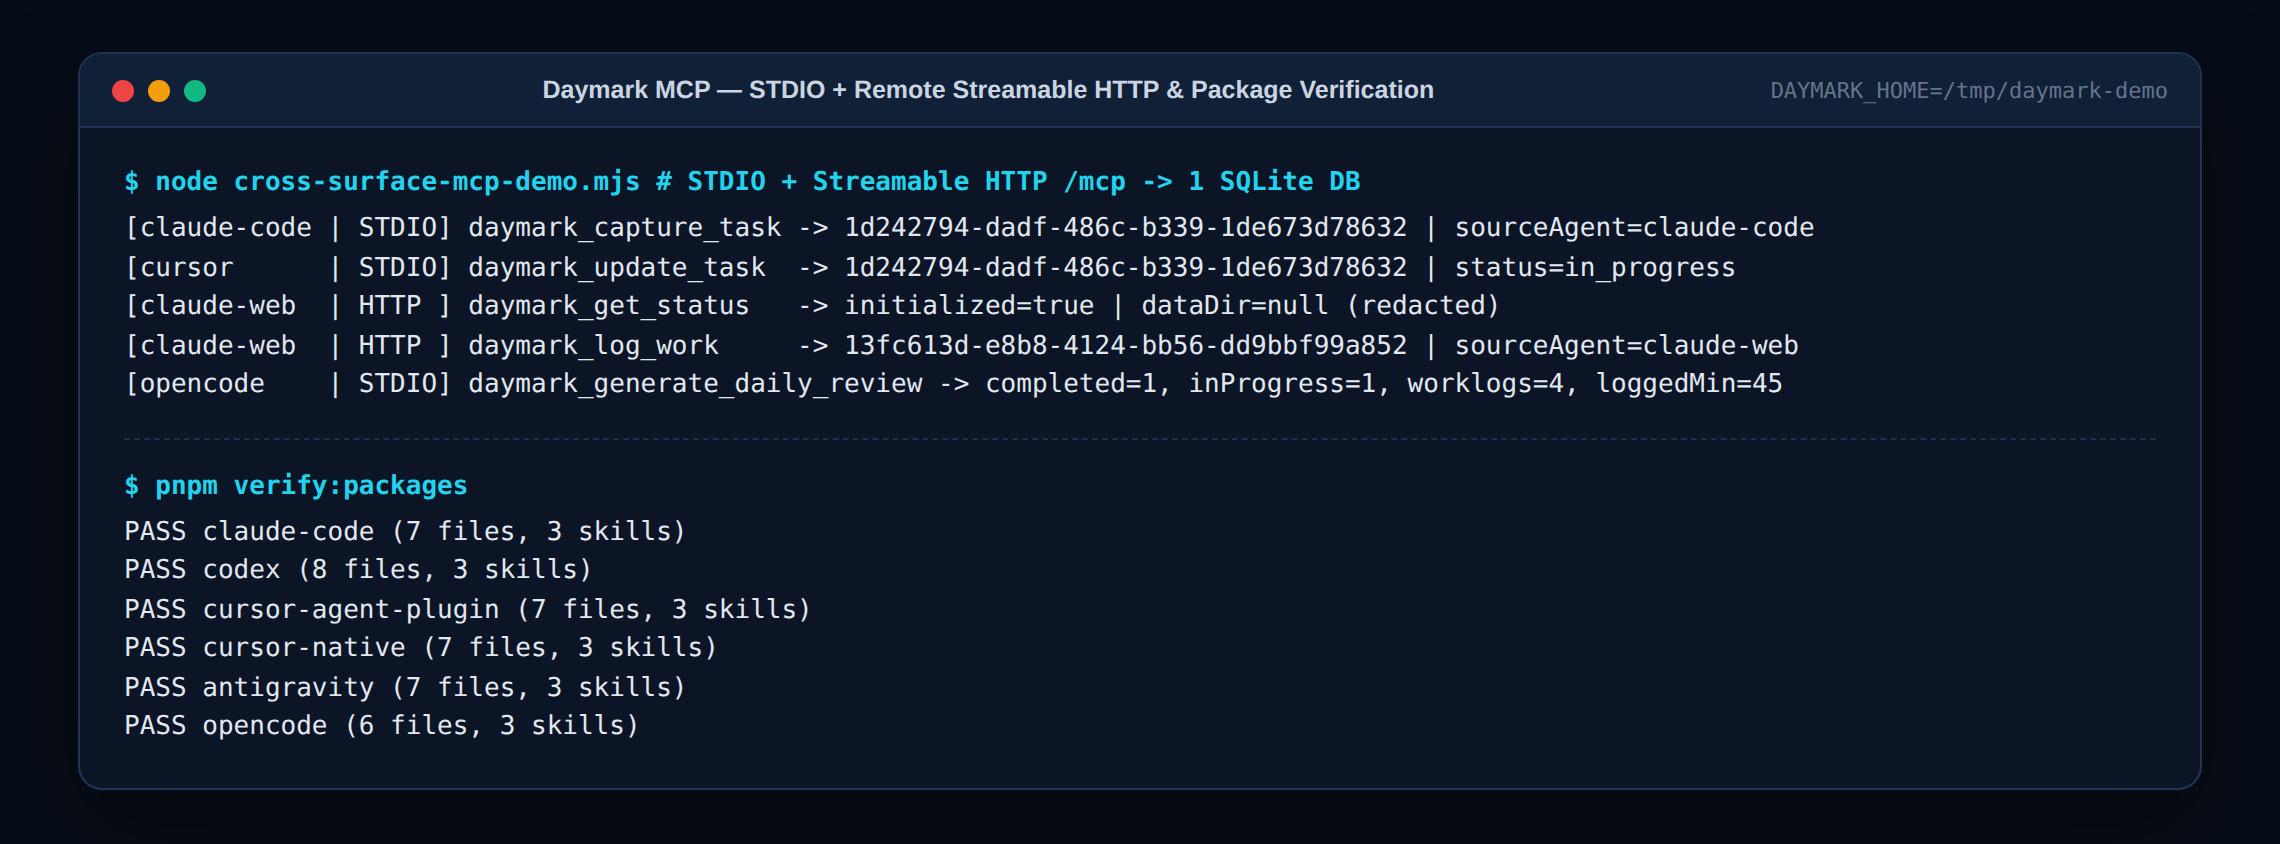 Daymark MCP — STDIO + Remote Streamable HTTP & Package Verification
DAYMARK_HOME=/tmp/daymark-demo
$ node cross-surface-mcp-demo.mjs # STDIO + Streamable HTTP /mcp -> 1 SQLite DB
[claude-code | STDIO] daymark_capture_task -> 1d242794-dadf-486c-b339-1de673d78632 | sourceAgent=claude-code
[cursor      | STDIO] daymark_update_task  -> 1d242794-dadf-486c-b339-1de673d78632 | status=in_progress
[claude-web  | HTTP ] daymark_get_status   -> initialized=true | dataDir=null (redacted)
[claude-web  | HTTP ] daymark_log_work     -> 13fc613d-e8b8-4124-bb56-dd9bbf99a852 | sourceAgent=claude-web
[opencode    | STDIO] daymark_generate_daily_review -> completed=1, inProgress=1, worklogs=4, loggedMin=45
$ pnpm verify:packages
PASS claude-code (7 files, 3 skills)
PASS codex (8 files, 3 skills)
PASS cursor-agent-plugin (7 files, 3 skills)
PASS cursor-native (7 files, 3 skills)
PASS antigravity (7 files, 3 skills)
PASS opencode (6 files, 3 skills)